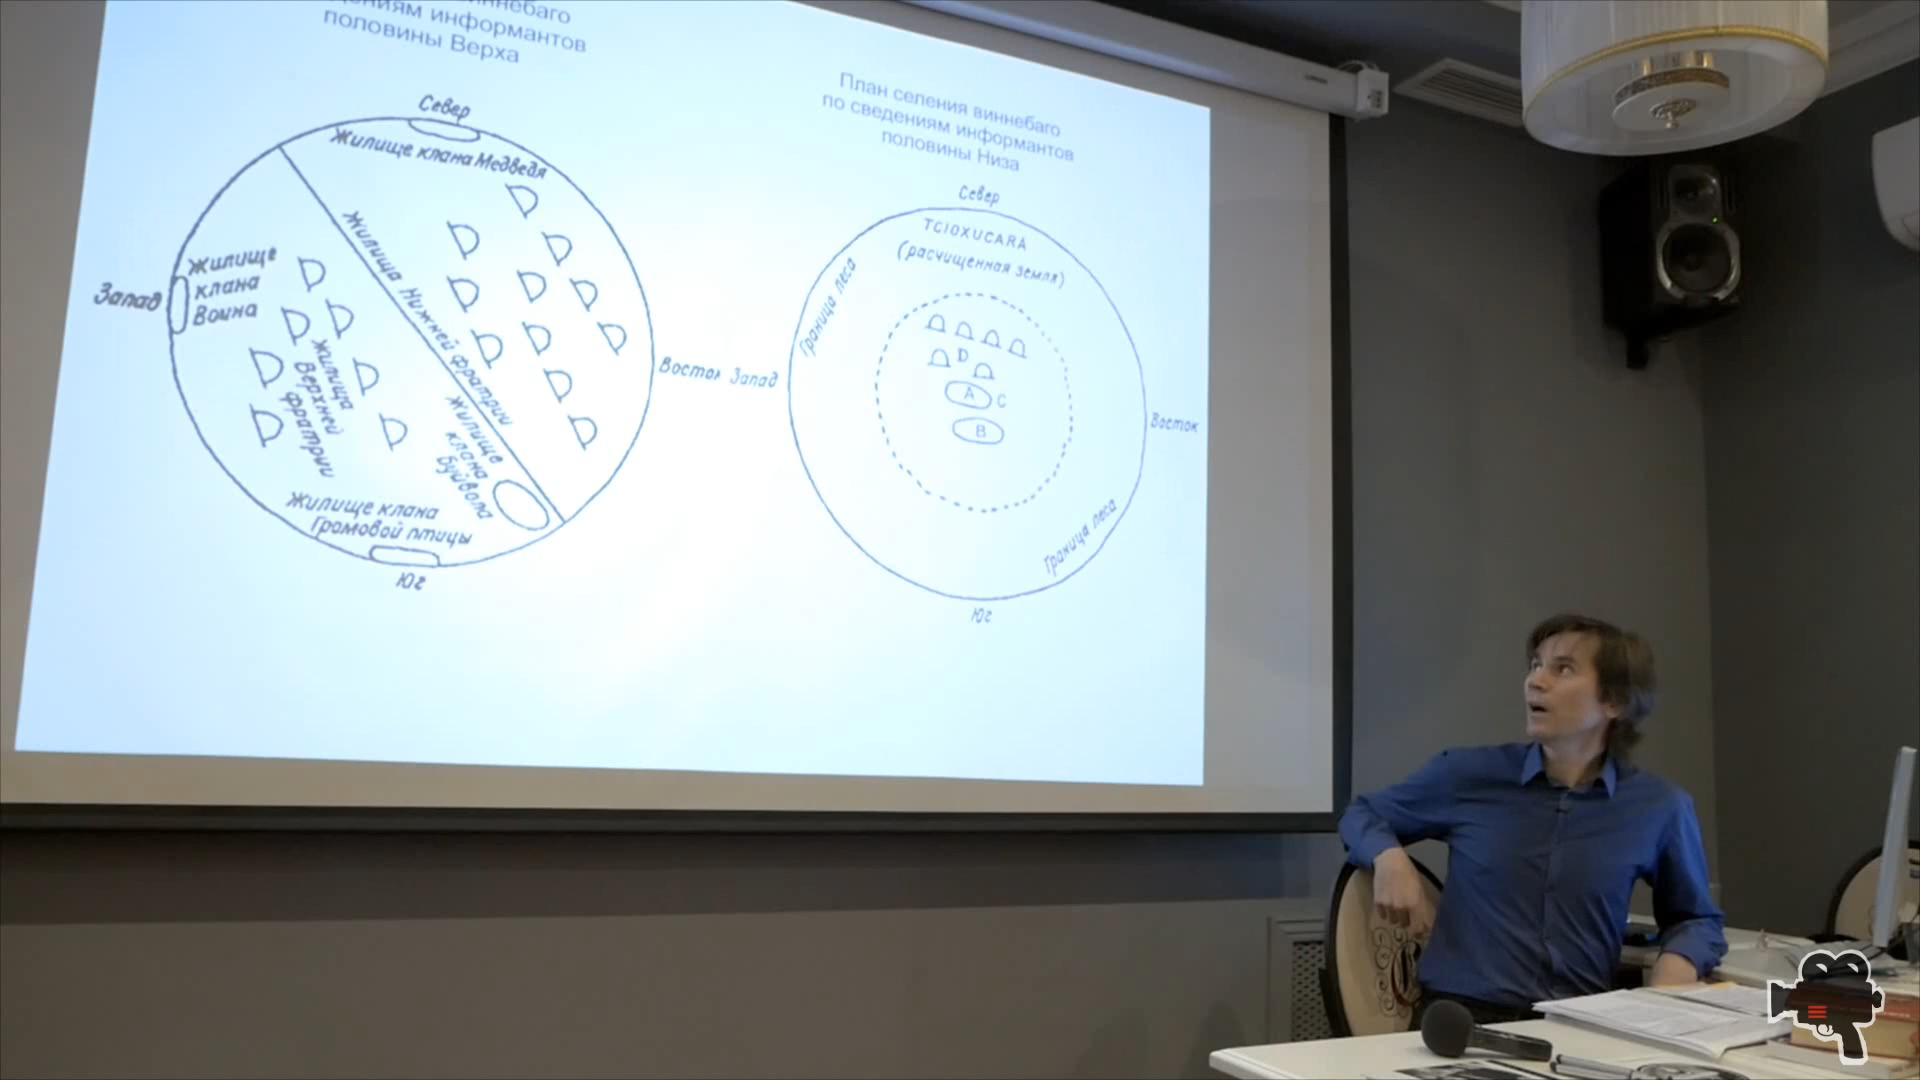 виннебаго
информантов
половины Верха
Север
Жилище клана Медведя
Жилища Нижней фратрии
Жилище
клана
Воина
Запад
Жилища
Верхней
фратрии
Жилище
клана
Буйвола
Жилище клана
Громовой птицы
Юг
Восток
План селения виннебаго
по сведениям информантов
половины Низа
Север
TCIOXUCARA
(расчищенная земля)
Граница леса
Запад
D
A C
B
Восток
Граница леса
Юг